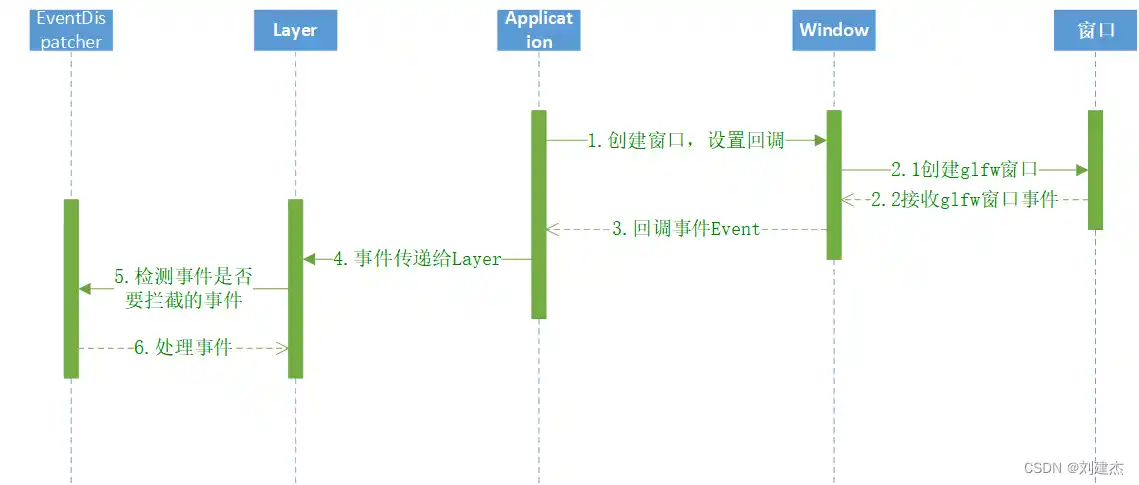 EventDis
patcher
Layer
Applicat
ion
Window
窗口
1.创建窗口，设置回调
2.1创建glfw窗口
2.2接收glfw窗口事件
3.回调事件Event
4.事件传递给Layer
5.检测事件是否
要拦截的事件
6.处理事件
CSDN @刘建杰